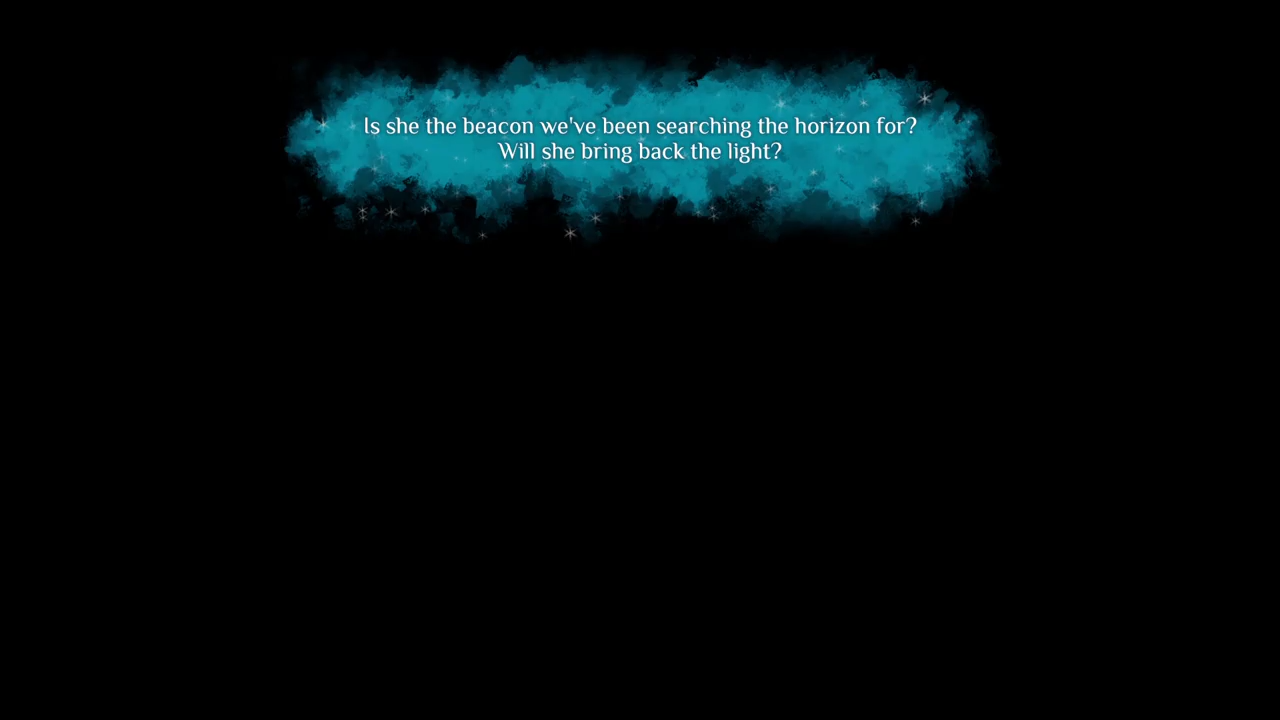 Is she the beacon we've been searching the horizon for?
Will she bring back the light?